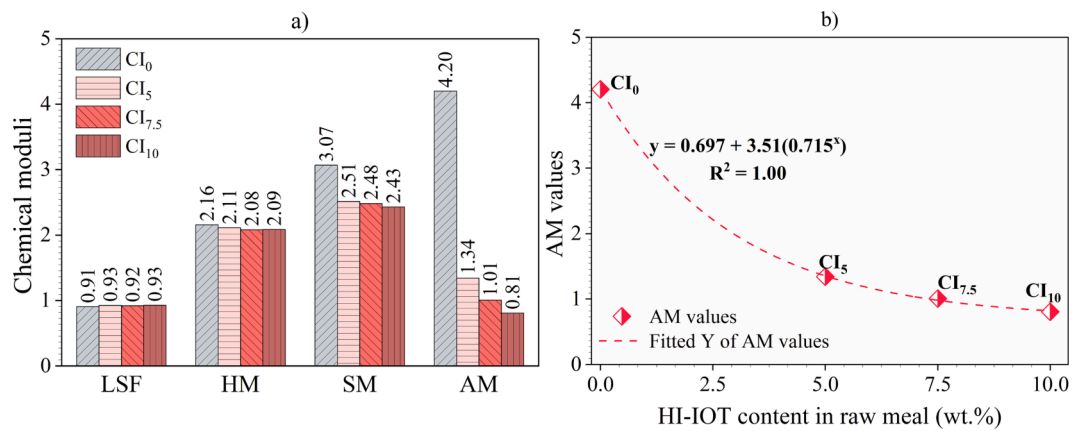 a)
Chemical moduli
5
4
3
2
1
0
CI₀
CI₅
CI₇.₅
CI₁₀
0.91
0.93
0.92
0.93
2.16
2.11
2.08
2.09
3.07
2.51
2.48
2.43
4.20
1.34
1.01
0.81
LSF HM SM AM
b)
AM values
5
4
3
2
1
0
CI₀
y = 0.697 + 3.51(0.715ˣ)
R² = 1.00
CI₅
CI₇.₅
CI₁₀
AM values
Fitted Y of AM values
0.0 2.5 5.0 7.5 10.0
HI-IOT content in raw meal (wt.%)